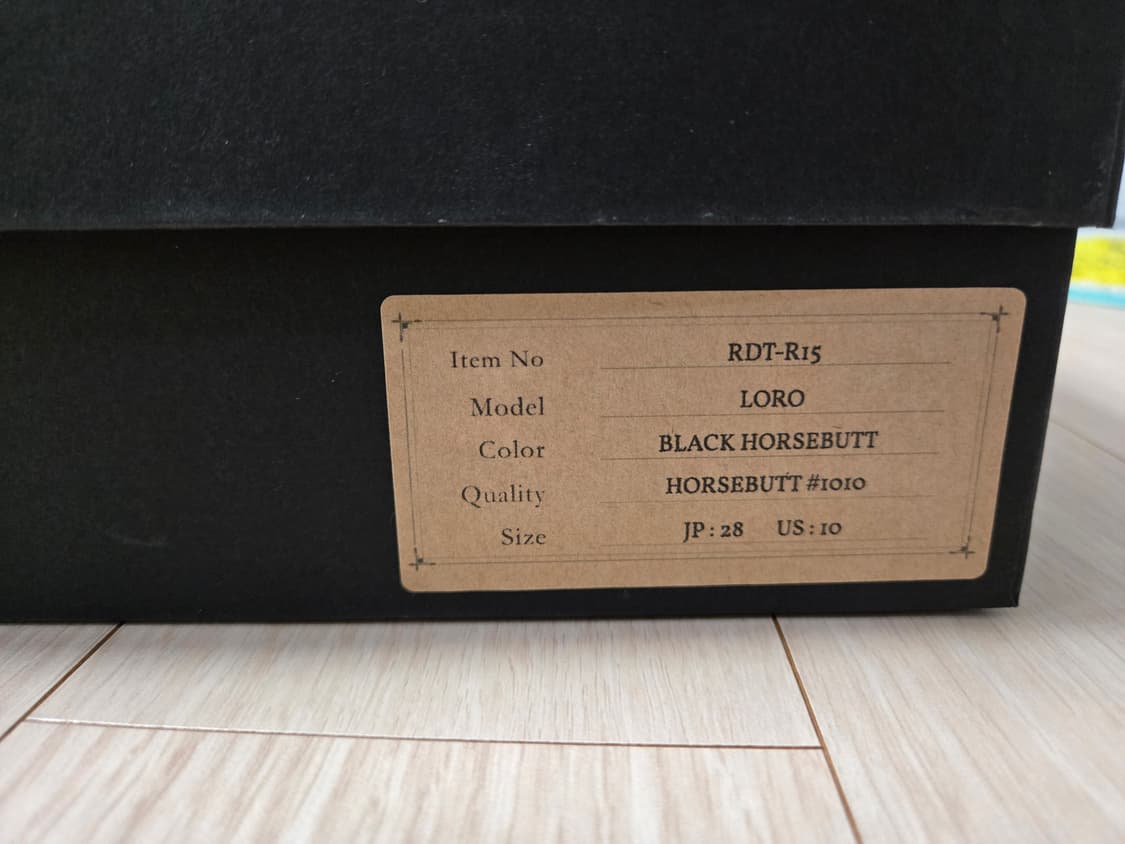 Item No RDT-R15
Model LORO
Color BLACK HORSEBUTT
Quality HORSEBUTT #1010
Size JP : 28 US : 10